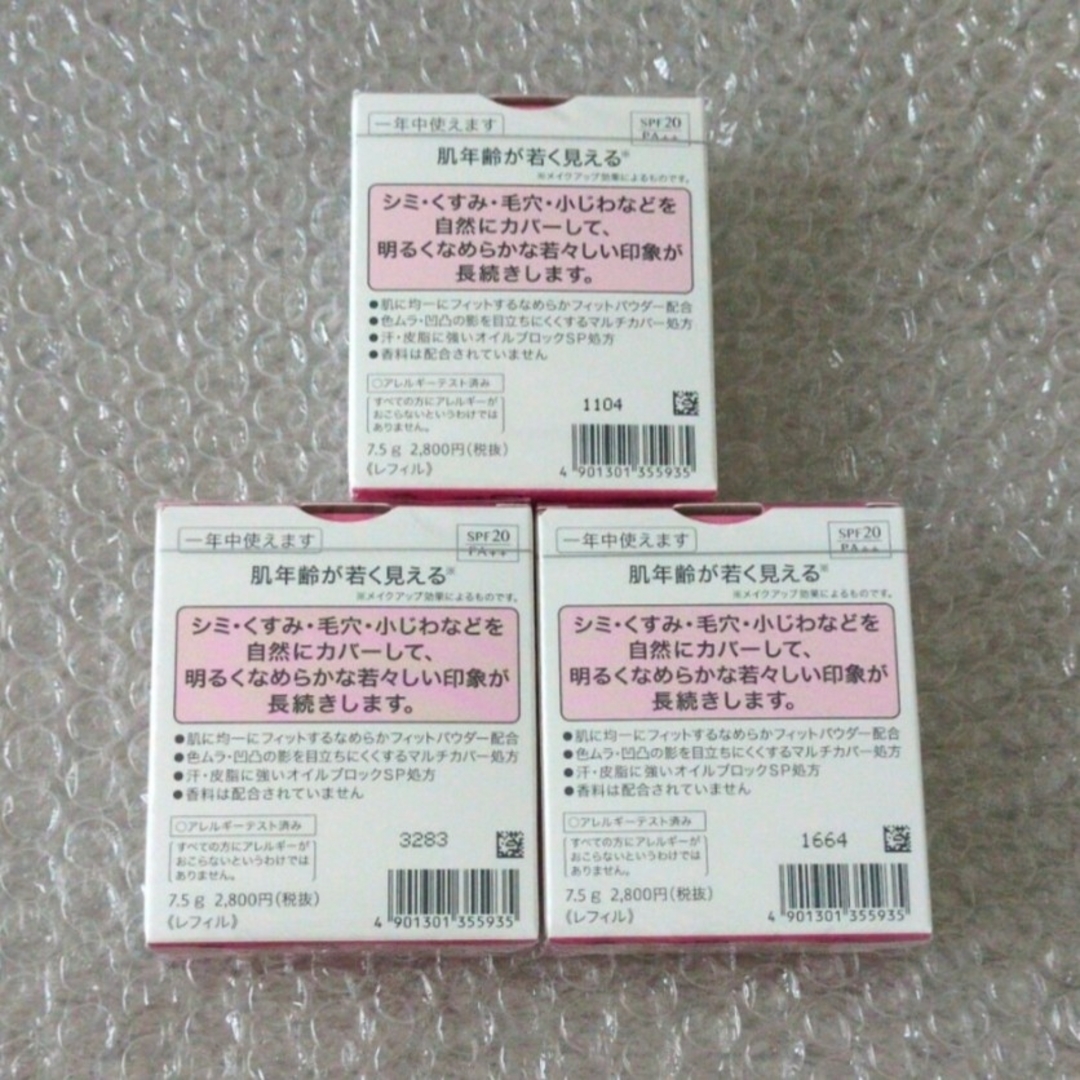 一年中使えます
SPF20
PA++
肌年齢が若く見える※
※メイクアップ効果によるものです。
シミ・くすみ・毛穴・小じわなどを
自然にカバーして、
明るくなめらかな若々しい印象が
長続きします。
●肌に均一にフィットするなめらかフィットパウダー配合
●色ムラ・凹凸の影を目立ちにくくするマルチカバー処方
●汗・皮脂に強いオイルブロックSP処方
●香料は配合されていません
○アレルギーテスト済み
すべての方にアレルギーが
おこらないというわけでは
ありません。
1104
7.5g 2,800円(税抜)
《レフィル》
4 901301 355935
一年中使えます
SPF20
PA++
肌年齢が若く見える※
※メイクアップ効果によるものです。
シミ・くすみ・毛穴・小じわなどを
自然にカバーして、
明るくなめらかな若々しい印象が
長続きします。
●肌に均一にフィットするなめらかフィットパウダー配合
●色ムラ・凹凸の影を目立ちにくくするマルチカバー処方
●汗・皮脂に強いオイルブロックSP処方
●香料は配合されていません
○アレルギーテスト済み
すべての方にアレルギーが
おこらないというわけでは
ありません。
3283
7.5g 2,800円(税抜)
《レフィル》
4 901301 355935
一年中使えます
SPF20
PA++
肌年齢が若く見える※
※メイクアップ効果によるものです。
シミ・くすみ・毛穴・小じわなどを
自然にカバーして、
明るくなめらかな若々しい印象が
長続きします。
●肌に均一にフィットするなめらかフィットパウダー配合
●色ムラ・凹凸の影を目立ちにくくするマルチカバー処方
●汗・皮脂に強いオイルブロックSP処方
●香料は配合されていません
○アレルギーテスト済み
すべての方にアレルギーが
おこらないというわけでは
ありません。
1664
7.5g 2,800円(税抜)
《レフィル》
4 901301 355935